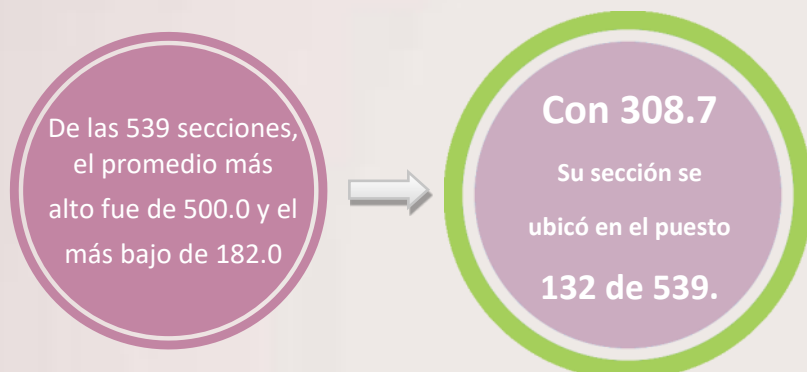 De las 539 secciones,
el promedio más
alto fue de 500.0 y el
más bajo de 182.0
Con 308.7
Su sección se
ubicó en el puesto
132 de 539.